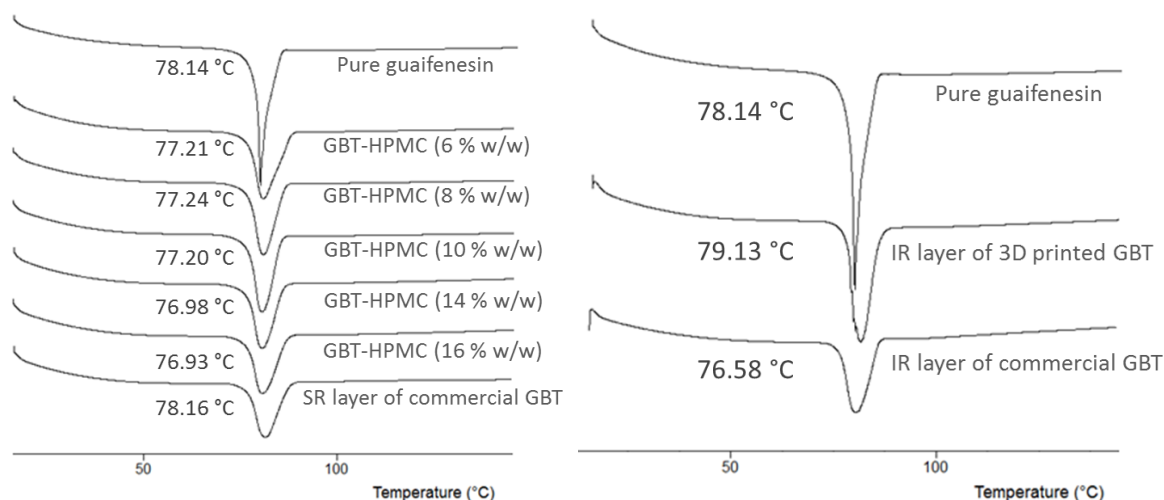 78.14 °C
Pure guaifenesin
77.21 °C
GBT-HPMC (6 % w/w)
77.24 °C
GBT-HPMC (8 % w/w)
77.20 °C
GBT-HPMC (10 % w/w)
76.98 °C
GBT-HPMC (14 % w/w)
76.93 °C
GBT-HPMC (16 % w/w)
78.16 °C
SR layer of commercial GBT
50 100
Temperature (°C)
78.14 °C
Pure guaifenesin
79.13 °C
IR layer of 3D printed GBT
76.58 °C
IR layer of commercial GBT
50 100
Temperature (°C)